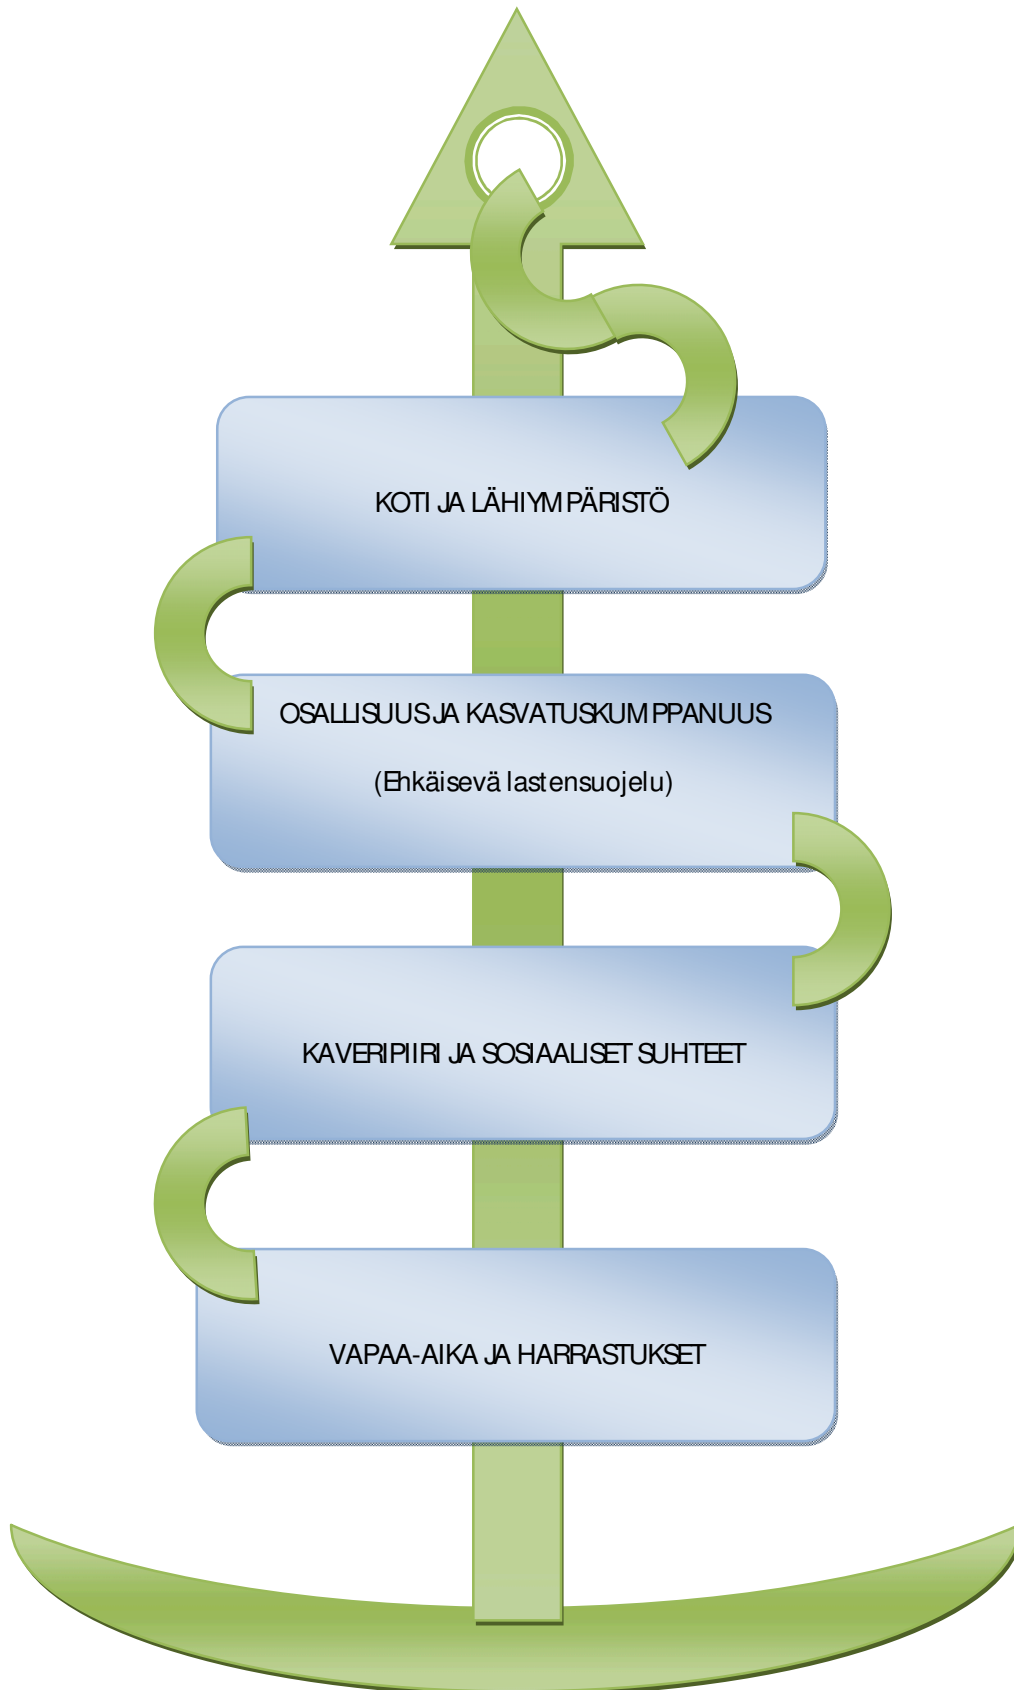 KOTI JA LÄHIYMPÄRISTÖ
OSALLISUUS JA KASVATUSKUMPPANUUS
(Ehkäisevä lastensuojelu)
KAVERIPIIRI JA SOSIAALISET SUHTEET
VAPAA-AIKA JA HARRASTUKSET